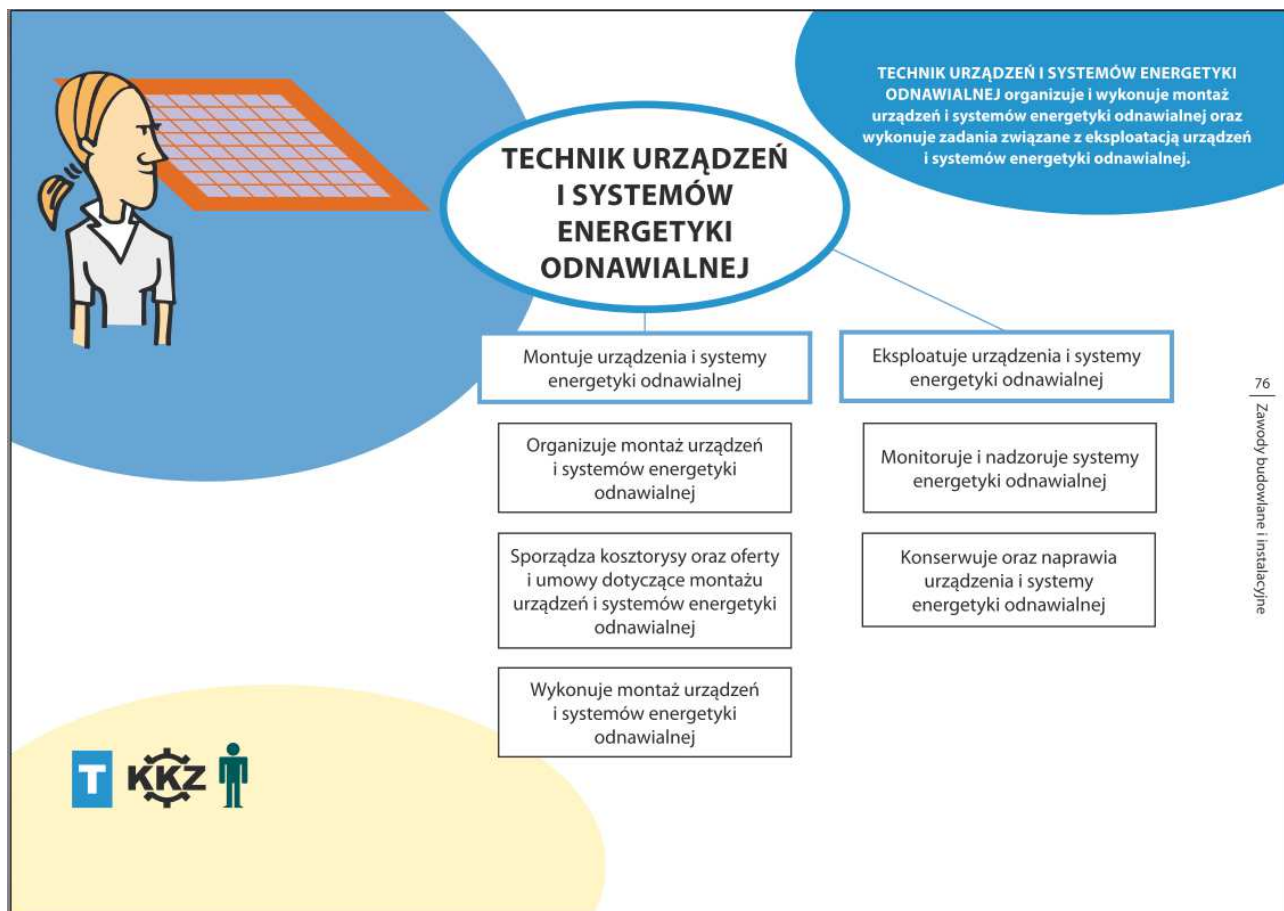 TECHNIK URZĄDZEŃ I SYSTEMÓW ENERGETYKI
ODNAWIALNEJ organizuje i wykonuje montaż
urządzeń i systemów energetyki odnawialnej oraz
wykonuje zadania związane z eksploatacją urządzeń
i systemów energetyki odnawialnej.
TECHNIK URZĄDZEŃ
I SYSTEMÓW
ENERGETYKI
ODNAWIALNEJ
Montuje urządzenia i systemy
energetyki odnawialnej
Organizuje montaż urządzeń
i systemów energetyki
odnawialnej
Sporządza kosztorysy oraz oferty
i umowy dotyczące montażu
urządzeń i systemów energetyki
odnawialnej
Wykonuje montaż urządzeń
i systemów energetyki
odnawialnej
Eksploatuje urządzenia i systemy
energetyki odnawialnej
Monitoruje i nadzoruje systemy
energetyki odnawialnej
Konserwuje oraz naprawia
urządzenia i systemy
energetyki odnawialnej
76
Zawody budowlane i instalacyjne
T KKZ